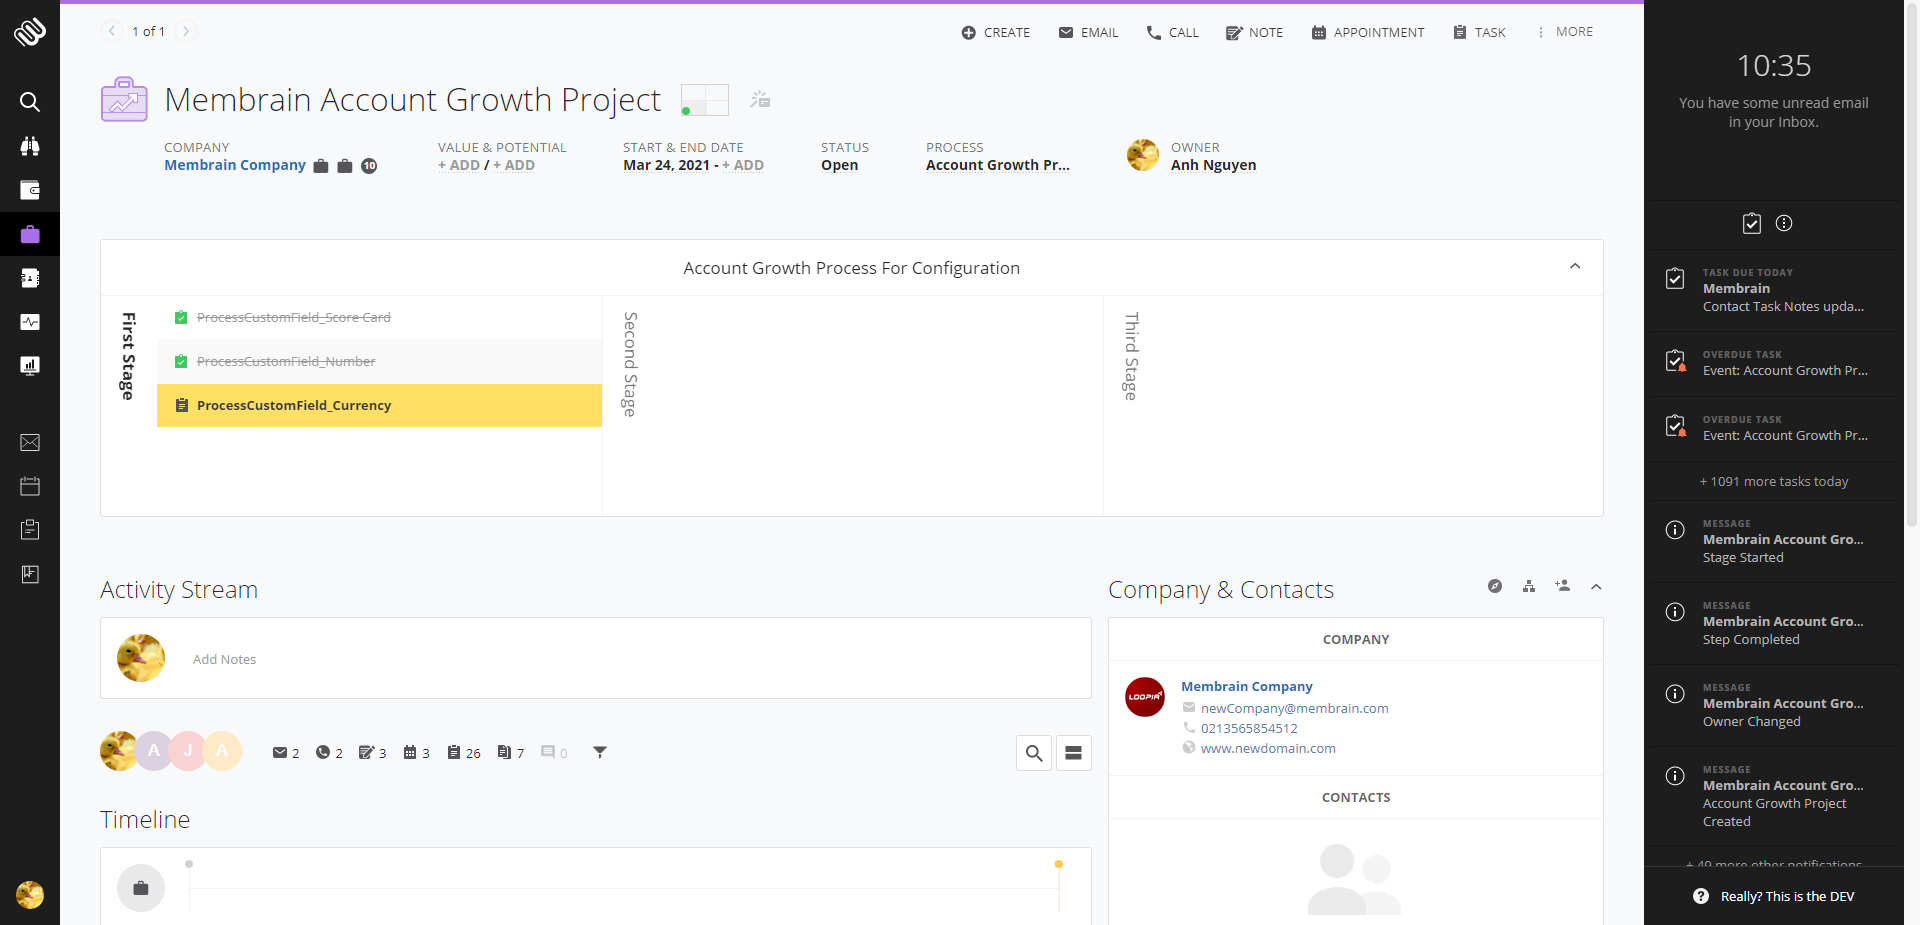 1 of 1
CREATE
EMAIL
CALL
NOTE
APPOINTMENT
TASK
MORE
Membrain Account Growth Project
COMPANY
Membrain Company
10
VALUE & POTENTIAL
+ ADD / + ADD
START & END DATE
Mar 24, 2021 - + ADD
STATUS
Open
PROCESS
Account Growth Pr...
OWNER
Anh Nguyen
Account Growth Process For Configuration
First Stage
ProcessCustomField_Score Card
ProcessCustomField_Number
ProcessCustomField_Currency
Second Stage
Third Stage
Activity Stream
Add Notes
A
J
A
2
2
3
3
26
7
0
Timeline
Company & Contacts
COMPANY
LOOPIA
Membrain Company
newCompany@membrain.com
0213565854512
www.newdomain.com
CONTACTS
10:35
You have some unread email
in your Inbox.
TASK DUE TODAY
Membrain
Contact Task Notes upda...
OVERDUE TASK
Event: Account Growth Pr...
OVERDUE TASK
Event: Account Growth Pr...
+ 1091 more tasks today
MESSAGE
Membrain Account Gro...
Stage Started
MESSAGE
Membrain Account Gro...
Step Completed
MESSAGE
Membrain Account Gro...
Owner Changed
MESSAGE
Membrain Account Gro...
Account Growth Project
Created
+ 49 more other notifications
Really? This is the DEV